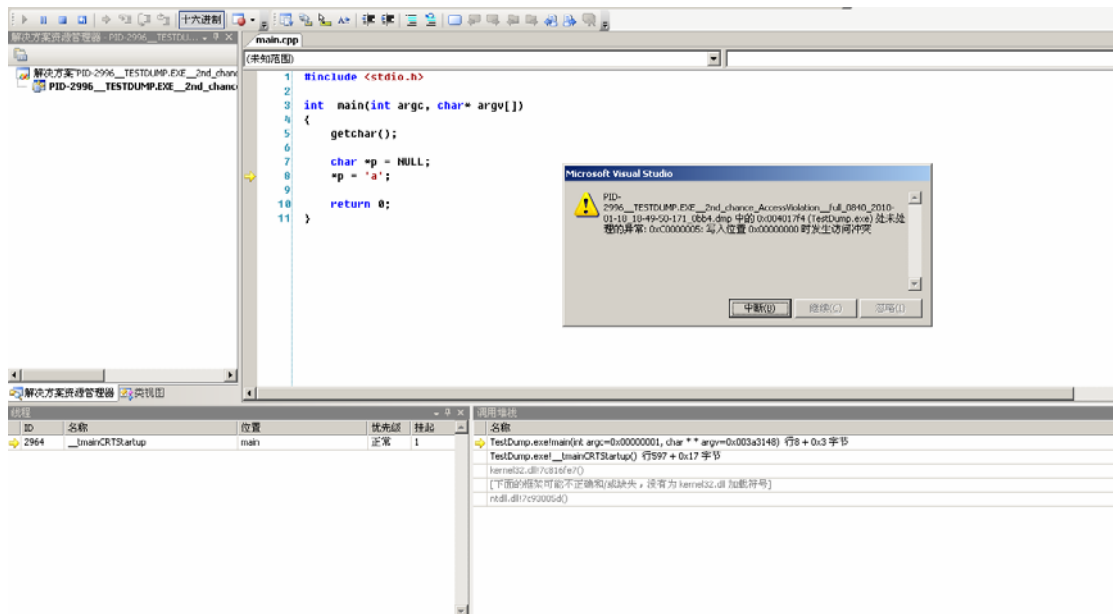 十六进制
解决方案资源管理器 - PID-2996__TESTDU...
main.cpp
(未知范围)
解决方案"PID-2996__TESTDUMP.EXE__2nd_chanc
PID-2996__TESTDUMP.EXE__2nd_chance
1 #include <stdio.h>
2
3 int main(int argc, char* argv[])
4 {
5 getchar();
6
7 char *p = NULL;
8 *p = 'a';
9
10 return 0;
11 }
Microsoft Visual Studio
PID-
2996__TESTDUMP.EXE__2nd_chance_AccessViolation__full_0840_2010-
01-18_18-49-50-171_0bb4.dmp 中的 0x004017f4 (TestDump.exe) 处未处
理的异常: 0xC0000005: 写入位置 0x00000000 时发生访问冲突
中断(B) 继续(C) 忽略(I)
解决方案资源管理器 类视图
线程
ID 名称 位置 优先级 挂起
2964 __tmainCRTStartup main 正常 1
调用堆栈
名称
TestDump.exe!main(int argc=0x00000001, char * * argv=0x003a3148) 行8 + 0x3 字节
TestDump.exe!__tmainCRTStartup() 行597 + 0x17 字节
kernel32.dll!7c816fe7()
[下面的框架可能不正确和/或缺失，没有为 kernel32.dll 加载符号]
ntdll.dll!7c93005d()